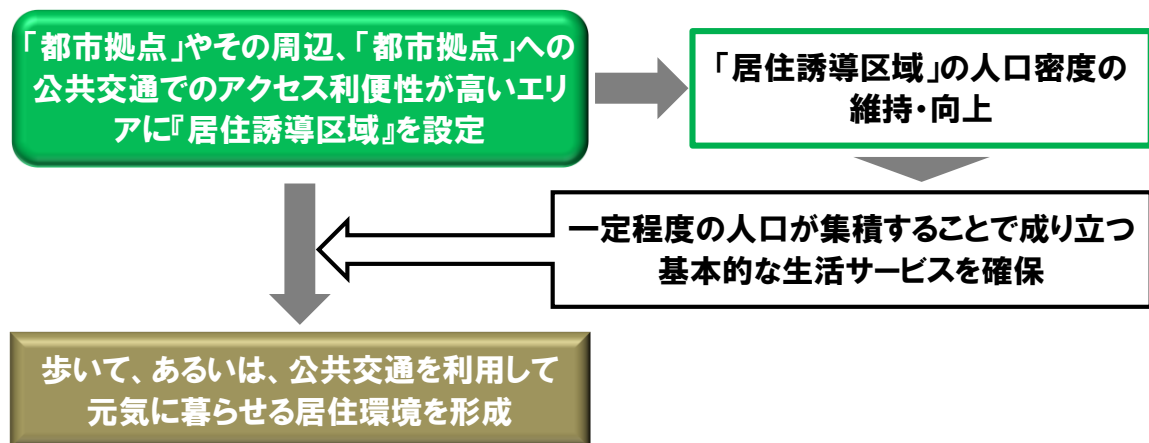 「都市拠点」やその周辺、「都市拠点」への
公共交通でのアクセス利便性が高いエリ
アに『居住誘導区域』を設定
「居住誘導区域」の人口密度の
維持・向上
一定程度の人口が集積することで成り立つ
基本的な生活サービスを確保
歩いて、あるいは、公共交通を利用して
元気に暮らせる居住環境を形成